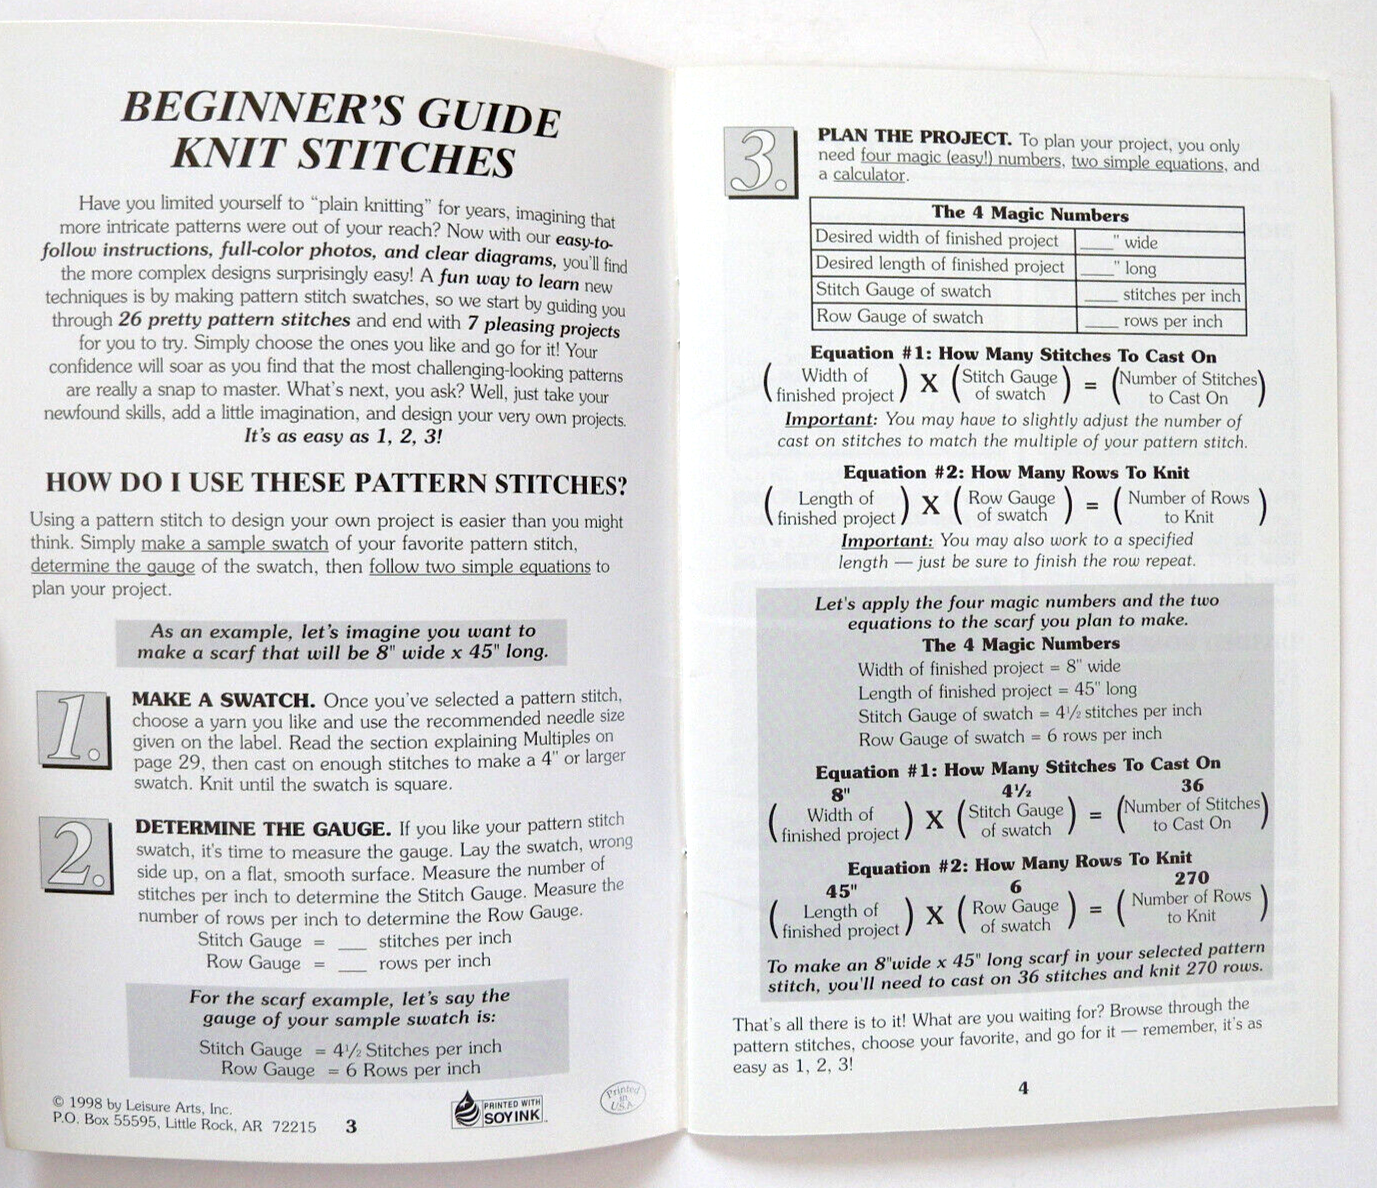 BEGINNER'S GUIDE
KNIT STITCHES
Have you limited yourself to “plain knitting” for years, imagining that
more intricate patterns were out of your reach? Now with our easy-to-
follow instructions, full-color photos, and clear diagrams, you'll find
the more complex designs surprisingly easy! A fun way to learn new
techniques is by making pattern stitch swatches, so we start by guiding you
through 26 pretty pattern stitches and end with 7 pleasing projects
for you to try. Simply choose the ones you like and go for it! Your
confidence will soar as you find that the most challenging-looking patterns
are really a snap to master. What's next, you ask? Well, just take your
newfound skills, add a little imagination, and design your very own projects.
It's as easy as 1, 2, 3!
HOW DO I USE THESE PATTERN STITCHES?
Using a pattern stitch to design your own project is easier than you might
think. Simply make a sample swatch of your favorite pattern stitch,
determine the gauge of the swatch, then follow two simple equations to
plan your project.
As an example, let's imagine you want to
make a scarf that will be 8" wide x 45" long.
1.
MAKE A SWATCH. Once you've selected a pattern stitch,
choose a yarn you like and use the recommended needle size
given on the label. Read the section explaining Multiples on
page 29, then cast on enough stitches to make a 4" or larger
swatch. Knit until the swatch is square.
2.
DETERMINE THE GAUGE. If you like your pattern stitch
swatch, it's time to measure the gauge. Lay the swatch, wrong
side up, on a flat, smooth surface. Measure the number of
stitches per inch to determine the Stitch Gauge. Measure the
number of rows per inch to determine the Row Gauge.
Stitch Gauge = ___ stitches per inch
Row Gauge = ___ rows per inch
For the scarf example, let's say the
gauge of your sample swatch is:
Stitch Gauge = 4½ Stitches per inch
Row Gauge = 6 Rows per inch
© 1998 by Leisure Arts, Inc.
P.O. Box 55595, Little Rock, AR 72215
3
PRINTED WITH
SOY INK
Printed
in
U.S.A.
3.
PLAN THE PROJECT. To plan your project, you only
need four magic (easy!) numbers, two simple equations, and
a calculator.
The 4 Magic Numbers
Desired width of finished project ____" wide
Desired length of finished project ____" long
Stitch Gauge of swatch ____ stitches per inch
Row Gauge of swatch ____ rows per inch
Equation #1: How Many Stitches To Cast On
(Width of finished project) X (Stitch Gauge of swatch) = (Number of Stitches to Cast On)
Important: You may have to slightly adjust the number of
cast on stitches to match the multiple of your pattern stitch.
Equation #2: How Many Rows To Knit
(Length of finished project) X (Row Gauge of swatch) = (Number of Rows to Knit)
Important: You may also work to a specified
length — just be sure to finish the row repeat.
Let's apply the four magic numbers and the two
equations to the scarf you plan to make.
The 4 Magic Numbers
Width of finished project = 8" wide
Length of finished project = 45" long
Stitch Gauge of swatch = 4½ stitches per inch
Row Gauge of swatch = 6 rows per inch
Equation #1: How Many Stitches To Cast On
8" 4½ 36
(Width of finished project) X (Stitch Gauge of swatch) = (Number of Stitches to Cast On)
Equation #2: How Many Rows To Knit
45" 6 270
(Length of finished project) X (Row Gauge of swatch) = (Number of Rows to Knit)
To make an 8"wide x 45" long scarf in your selected pattern
stitch, you'll need to cast on 36 stitches and knit 270 rows.
That's all there is to it! What are you waiting for? Browse through the
pattern stitches, choose your favorite, and go for it — remember, it's as
easy as 1, 2, 3!
4